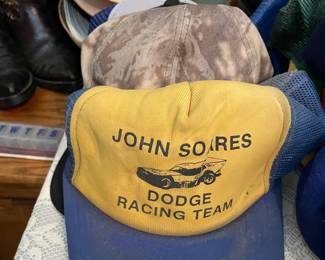 JOHN SOARES
DODGE
RACING TEAM